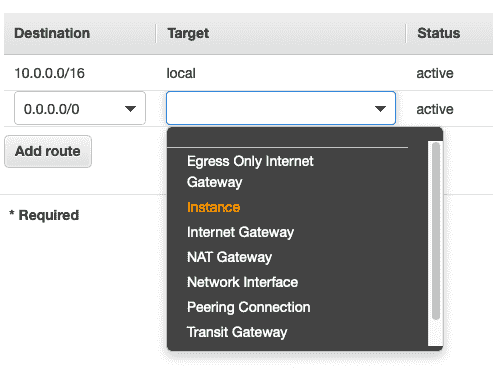 Destination Target Status
10.0.0.0/16 local active
0.0.0.0/0 active
Add route
Egress Only Internet
Gateway
Instance
Internet Gateway
NAT Gateway
Network Interface
Peering Connection
Transit Gateway
* Required